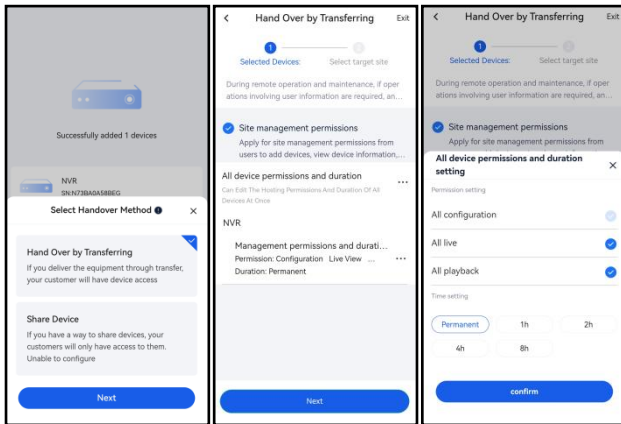 Successfully added 1 devices
NVR
SN:N73BA0A58BEG
Select Handover Method
Hand Over by Transferring
If you deliver the equipment through transfer,
your customer will have device access
Share Device
If you have a way to share devices, your
customers will only have access to them.
Unable to configure
Next
Hand Over by Transferring
Exit
1
2
Selected Devices:
Select target site
During remote operation and maintenance, if oper
ations involving user information are required, an...
Site management permissions
Apply for site management permissions from
users to add devices, view device information,...
All device permissions and duration
Can Edit The Hosting Permissions And Duration Of All
Devices At Once
NVR
Management permissions and durati...
Permission: Configuration Live View ...
Duration: Permanent
Next
Hand Over by Transferring
Exit
1
2
Selected Devices:
Select target site
During remote operation and maintenance, if oper
ations involving user information are required, an...
Site management permissions
Apply for site management permissions from
All device permissions and duration
setting
Permission setting
All configuration
All live
All playback
Time setting
Permanent
1h
2h
4h
8h
confirm